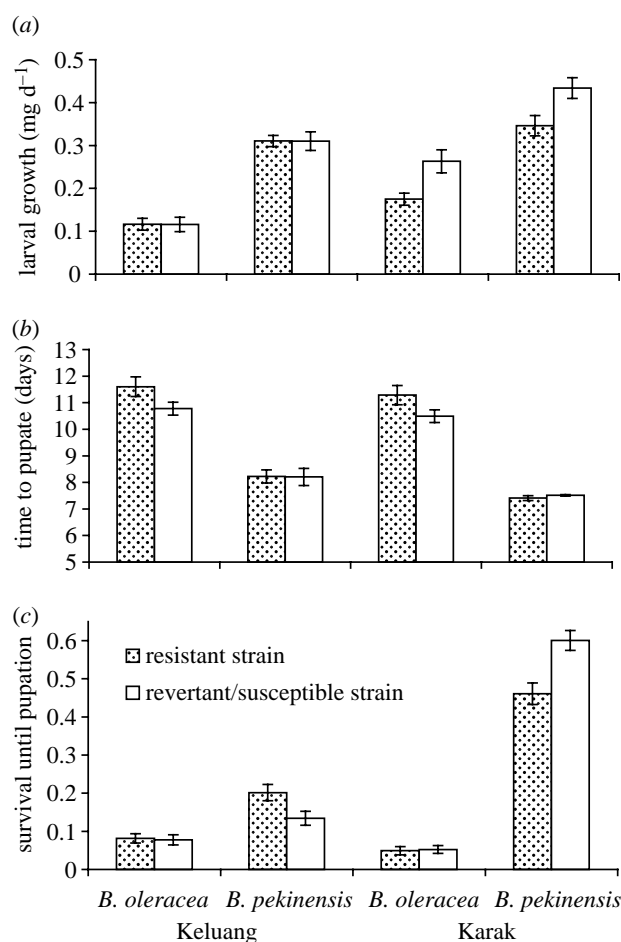 (a)
larval growth (mg d⁻¹)
0.5
0.4
0.3
0.2
0.1
0
(b)
time to pupate (days)
13
12
11
10
9
8
7
6
5
(c)
survival until pupation
0.6
0.5
0.4
0.3
0.2
0.1
0
resistant strain
revertant/susceptible strain
B. oleracea B. pekinensis B. oleracea B. pekinensis
Keluang Karak